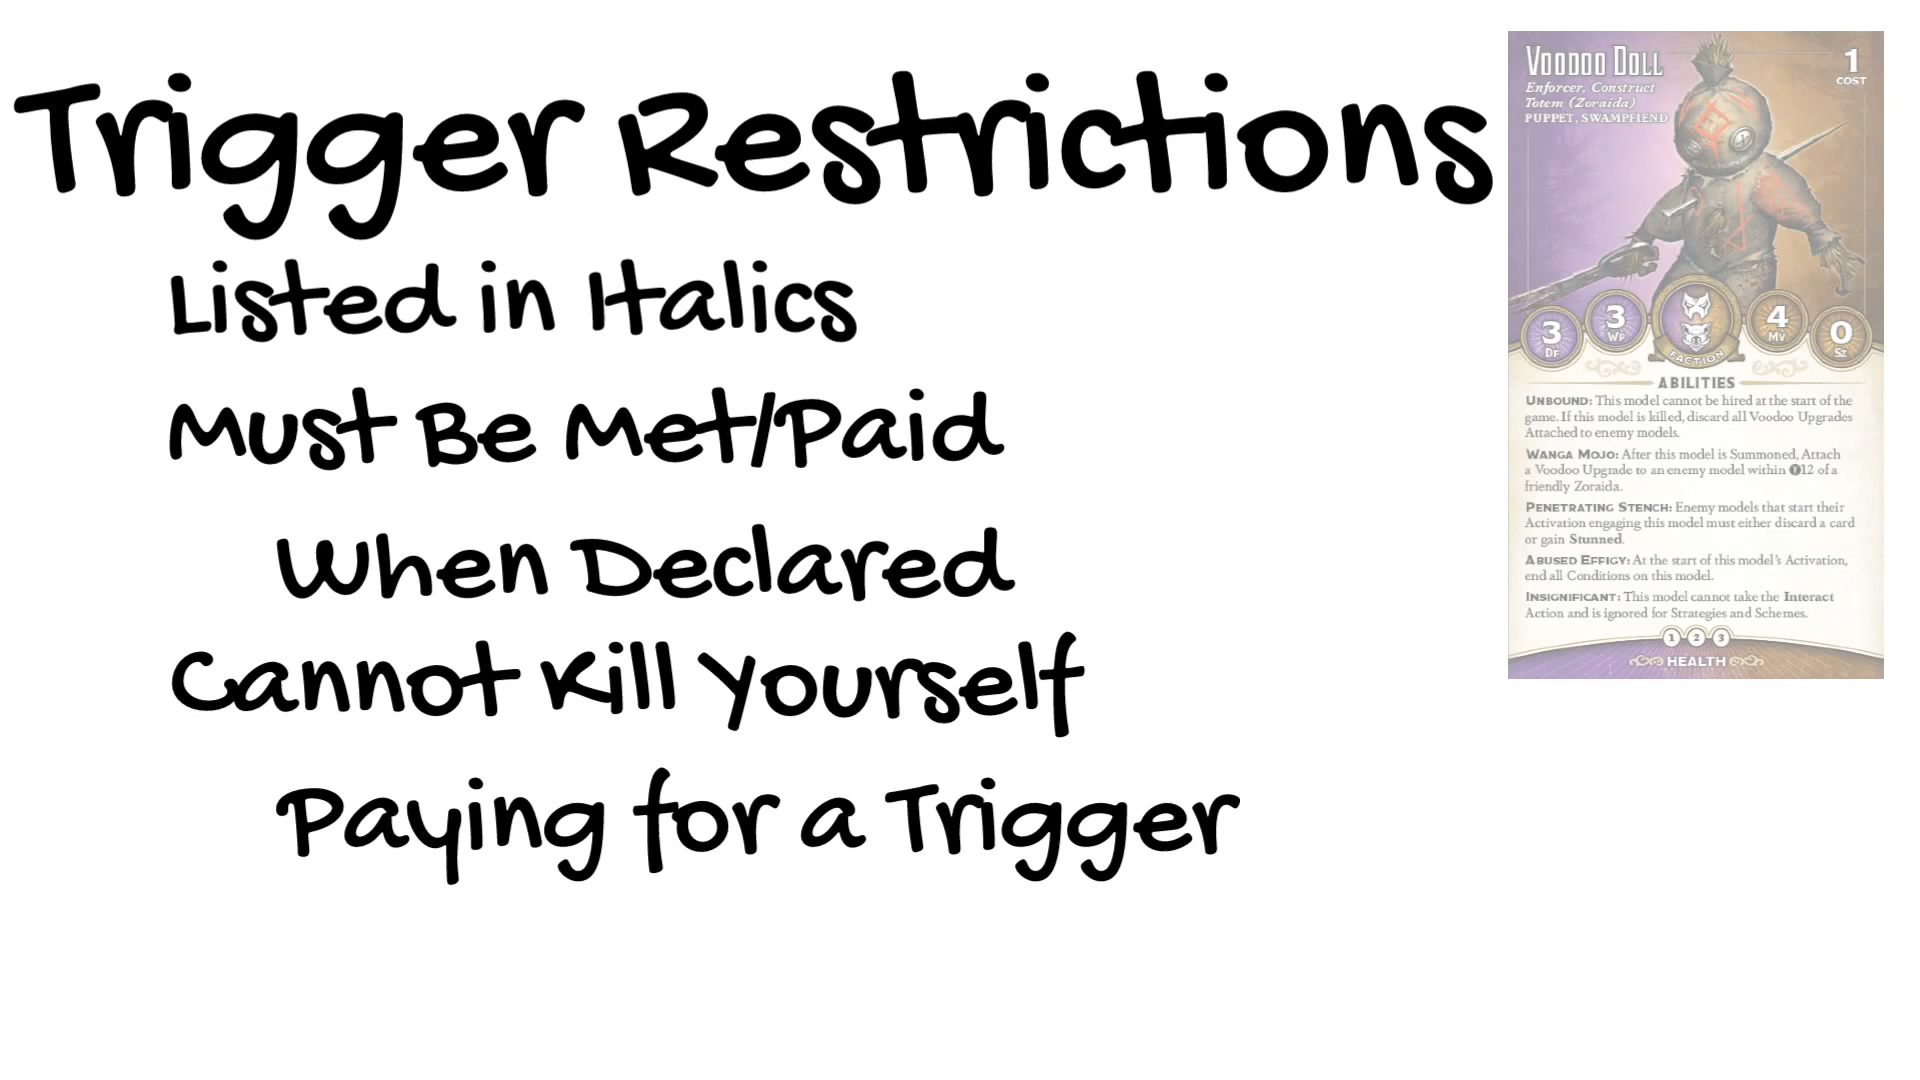 Trigger Restrictions
Listed in Italics
Must Be Met/Paid
When Declared
Cannot Kill Yourself
Paying for a Trigger
VOODOO DOLL
1
COST
Enforcer, Construct
Totem (Zoraida)
PUPPET, SWAMPFIEND
3
DF
3
WP
FACTION
4
MV
0
SZ
ABILITIES
UNBOUND: This model cannot be hired at the start of the
game. If this model is killed, discard all Voodoo Upgrades
Attached to enemy models.
WANGA MOJO: After this model is Summoned, Attach
a Voodoo Upgrade to an enemy model within 12 of a
friendly Zoraida.
PENETRATING STENCH: Enemy models that start their
Activation engaging this model must either discard a card
or gain Stunned.
ABUSED EFFIGY: At the start of this model's Activation,
end all Conditions on this model.
INSIGNIFICANT: This model cannot take the Interact
Action and is ignored for Strategies and Schemes.
1 2 3
HEALTH